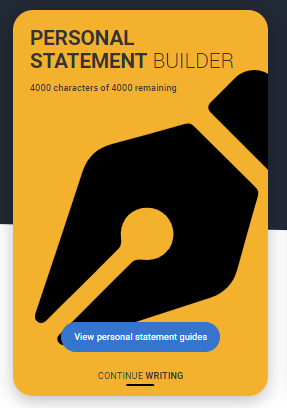 PERSONAL
STATEMENT BUILDER
4000 characters of 4000 remaining
View personal statement guides
CONTINUE WRITING